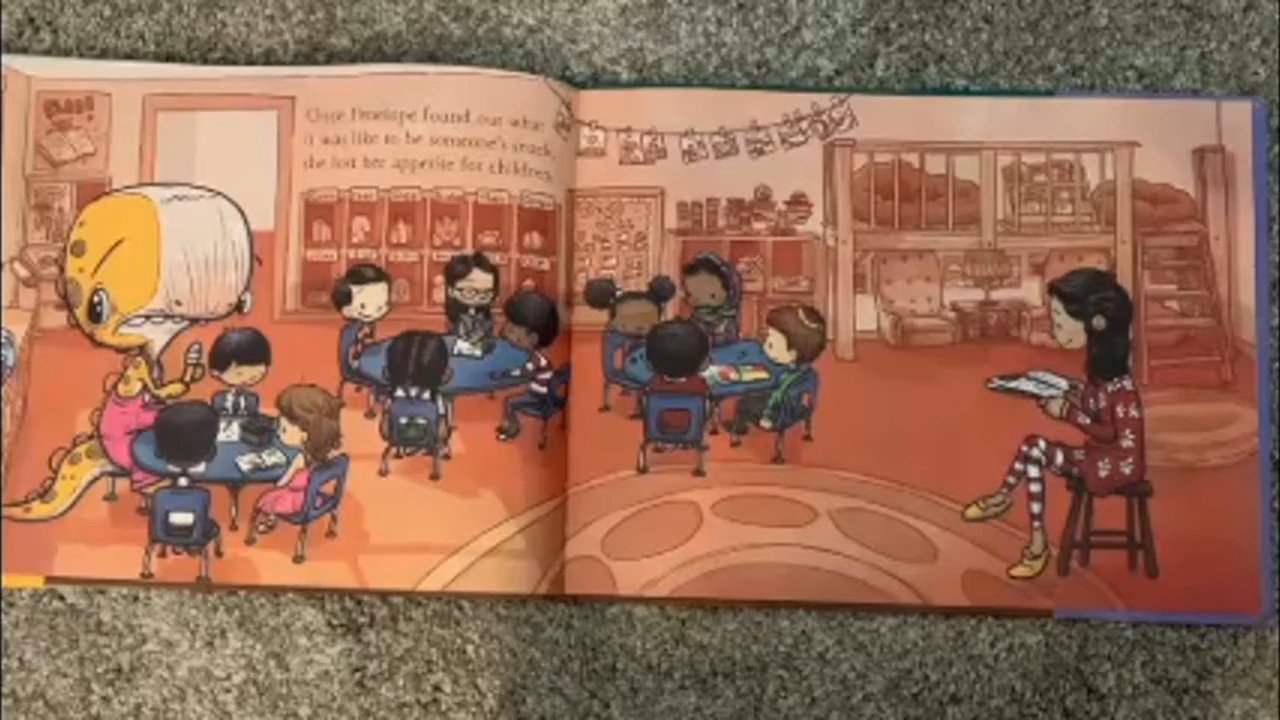 Once Penelope found out what
it was like to be someone's snack,
she lost her appetite for children.